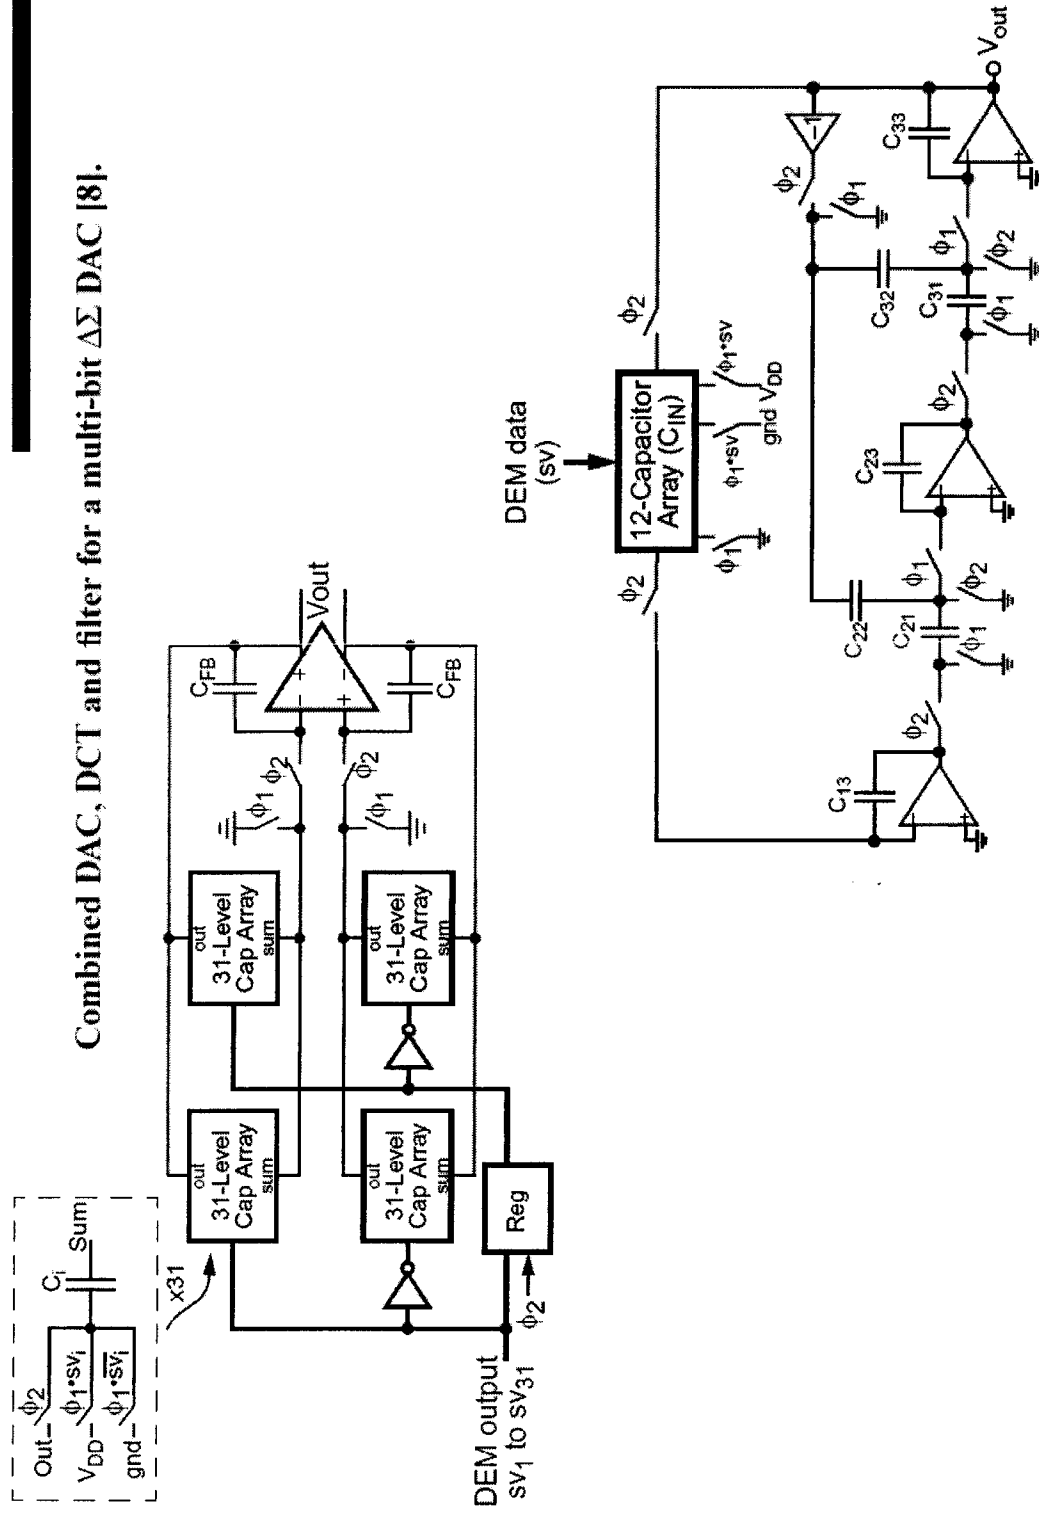 Combined DAC, DCT and filter for a multi-bit ΔΣ DAC [8].
Out
ϕ2
VDD
ϕ1•svi
gnd
ϕ1•svi
Ci
Sum
x31
out
31-Level
Cap Array
sum
out
31-Level
Cap Array
sum
out
31-Level
Cap Array
sum
out
31-Level
Cap Array
sum
DEM output
sv1 to sv31
ϕ2
Reg
ϕ1
ϕ2
ϕ1
ϕ2
CFB
CFB
- +
+ -
Vout
DEM data
(sv)
12-Capacitor
Array (CIN)
ϕ2
ϕ2
ϕ1
ϕ1•sv
ϕ1•sv
gnd VDD
-1
ϕ2
ϕ1
C13
ϕ2
ϕ1
C21
C22
ϕ1
ϕ2
C23
ϕ2
ϕ1
C31
C32
ϕ1
ϕ2
C33
Vout